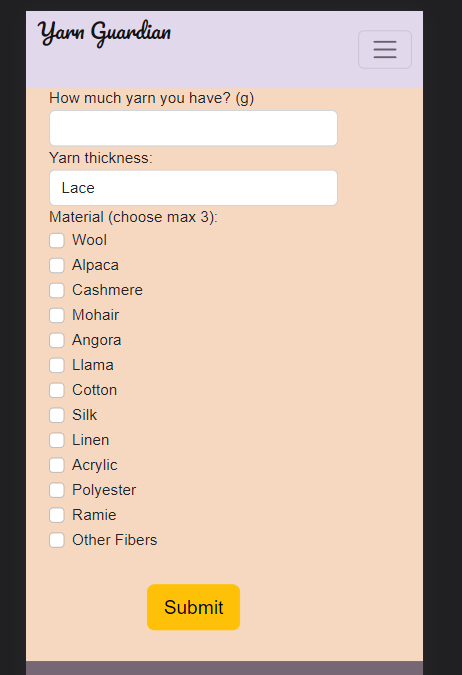 Yarn Guardian
How much yarn you have? (g)
Yarn thickness:
Lace
Material (choose max 3):
Wool
Alpaca
Cashmere
Mohair
Angora
Llama
Cotton
Silk
Linen
Acrylic
Polyester
Ramie
Other Fibers
Submit